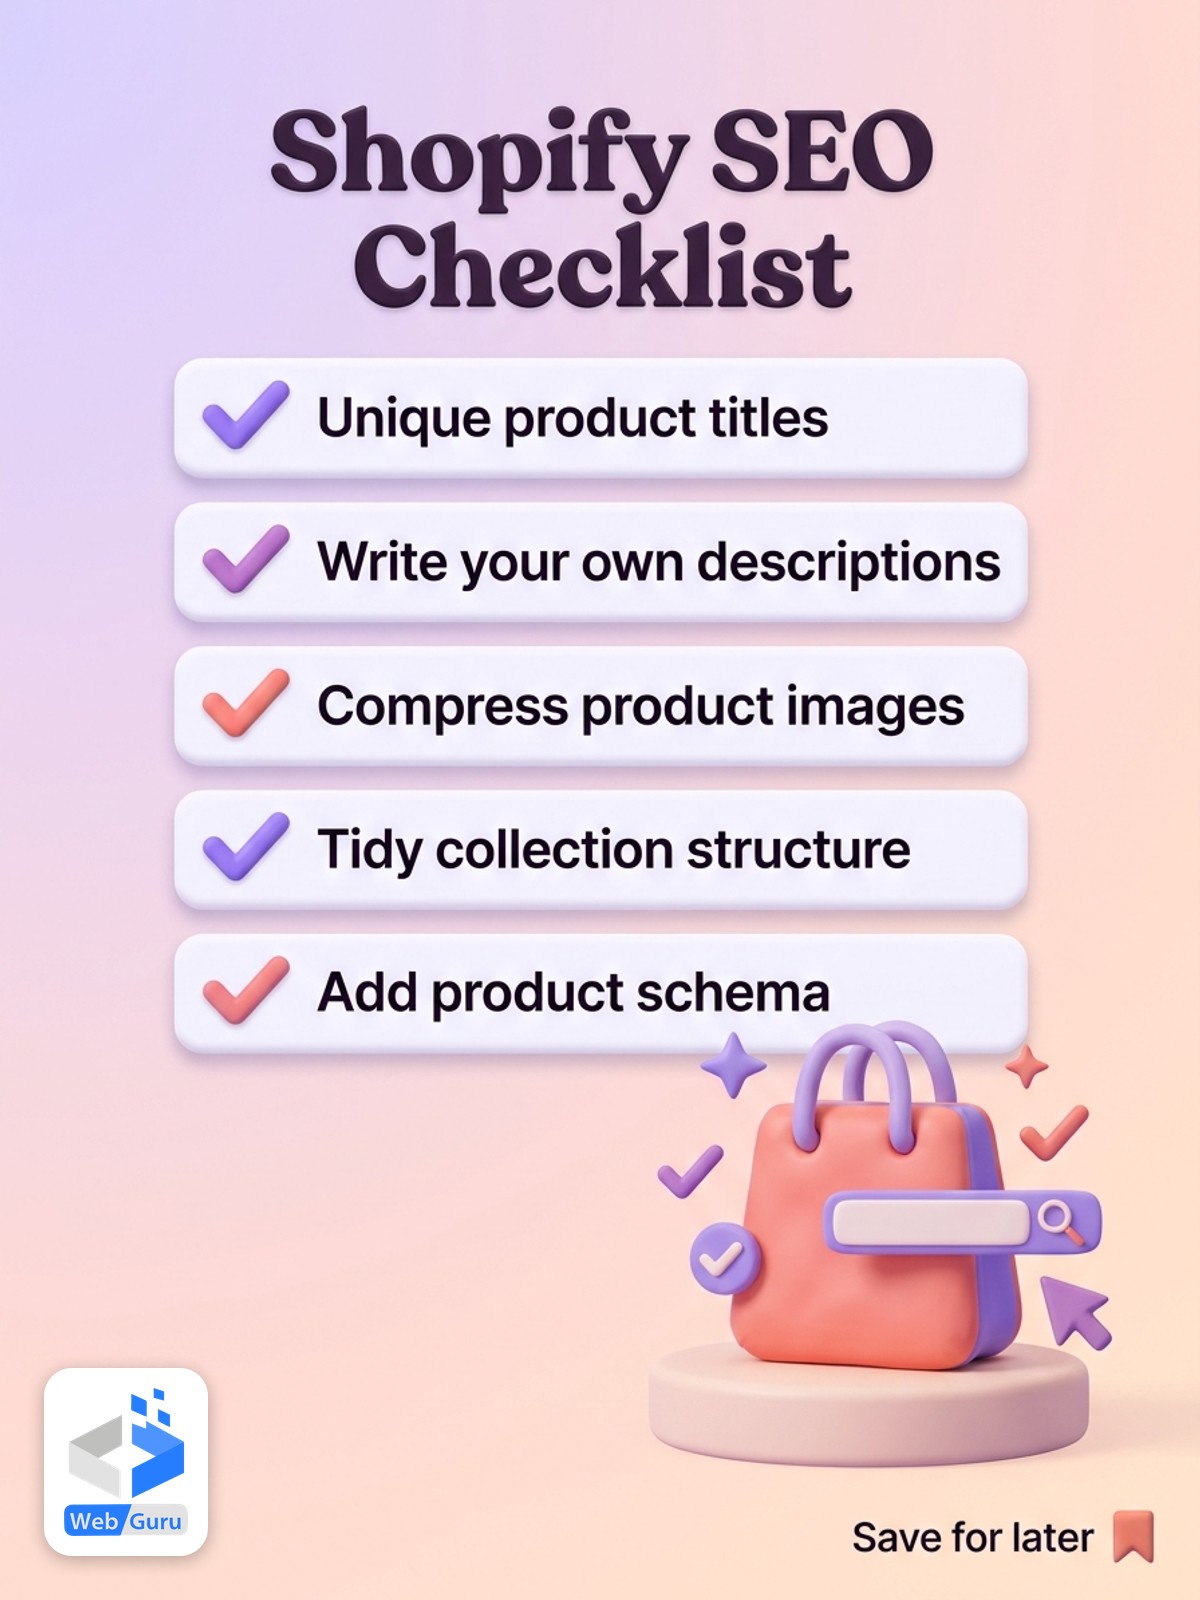 Shopify SEO
Checklist
Unique product titles
Write your own descriptions
Compress product images
Tidy collection structure
Add product schema
Web Guru
Save for later